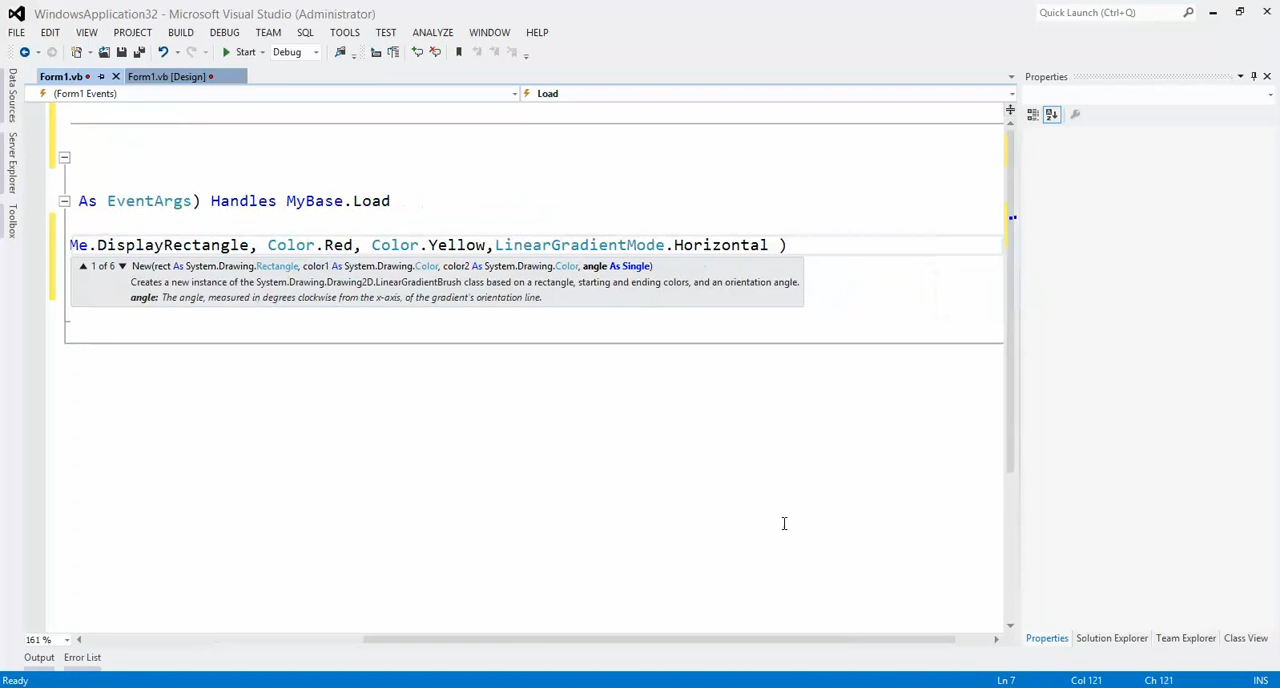 WindowsApplication32 - Microsoft Visual Studio (Administrator)
Quick Launch (Ctrl+Q)
FILE EDIT VIEW PROJECT BUILD DEBUG TEAM SQL TOOLS TEST ANALYZE WINDOW HELP
Start Debug
Form1.vb Form1.vb [Design]
Properties
(Form1 Events) Load
Data Sources
Server Explorer
Toolbox
As EventArgs) Handles MyBase.Load
Me.DisplayRectangle, Color.Red, Color.Yellow,LinearGradientMode.Horizontal )
1 of 6 New(rect As System.Drawing.Rectangle, color1 As System.Drawing.Color, color2 As System.Drawing.Color, angle As Single)
Creates a new instance of the System.Drawing.Drawing2D.LinearGradientBrush class based on a rectangle, starting and ending colors, and an orientation angle.
angle: The angle, measured in degrees clockwise from the x-axis, of the gradient's orientation line.
161 %
Properties Solution Explorer Team Explorer Class View
Output Error List
Ready Ln 7 Col 121 Ch 121 INS